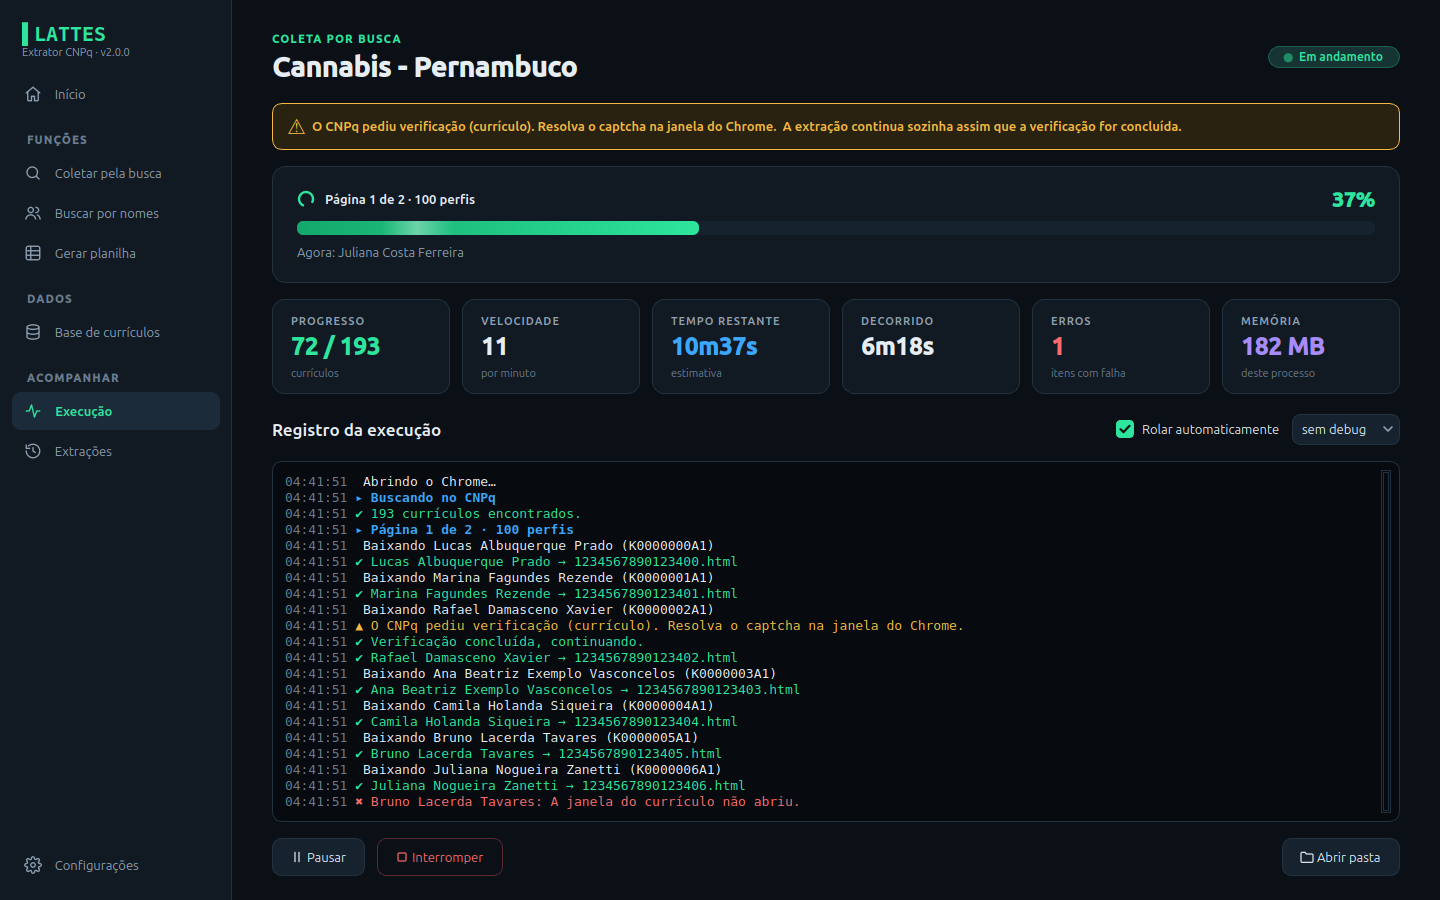 LATTES
Extrator CNPq · v2.0.0
Início
FUNÇÕES
Coletar pela busca
Buscar por nomes
Gerar planilha
DADOS
Base de currículos
ACOMPANHAR
Execução
Extrações
Configurações
COLETA POR BUSCA
Cannabis - Pernambuco
Em andamento
⚠ O CNPq pediu verificação (currículo). Resolva o captcha na janela do Chrome. A extração continua sozinha assim que a verificação for concluída.
Página 1 de 2 · 100 perfis
37%
Agora: Juliana Costa Ferreira
PROGRESSO
72 / 193
currículos
VELOCIDADE
11
por minuto
TEMPO RESTANTE
10m37s
estimativa
DECORRIDO
6m18s
ERROS
1
itens com falha
MEMÓRIA
182 MB
deste processo
Registro da execução
Rolar automaticamente
sem debug
04:41:51 Abrindo o Chrome…
04:41:51 ▸ Buscando no CNPq
04:41:51 ✔ 193 currículos encontrados.
04:41:51 ▸ Página 1 de 2 · 100 perfis
04:41:51 Baixando Lucas Albuquerque Prado (K0000000A1)
04:41:51 ✔ Lucas Albuquerque Prado → 1234567890123400.html
04:41:51 Baixando Marina Fagundes Rezende (K0000001A1)
04:41:51 ✔ Marina Fagundes Rezende → 1234567890123401.html
04:41:51 Baixando Rafael Damasceno Xavier (K0000002A1)
04:41:51 ▲ O CNPq pediu verificação (currículo). Resolva o captcha na janela do Chrome.
04:41:51 ✔ Verificação concluída, continuando.
04:41:51 ✔ Rafael Damasceno Xavier → 1234567890123402.html
04:41:51 Baixando Ana Beatriz Exemplo Vasconcelos (K0000003A1)
04:41:51 ✔ Ana Beatriz Exemplo Vasconcelos → 1234567890123403.html
04:41:51 Baixando Camila Holanda Siqueira (K0000004A1)
04:41:51 ✔ Camila Holanda Siqueira → 1234567890123404.html
04:41:51 Baixando Bruno Lacerda Tavares (K0000005A1)
04:41:51 ✔ Bruno Lacerda Tavares → 1234567890123405.html
04:41:51 Baixando Juliana Nogueira Zanetti (K0000006A1)
04:41:51 ✔ Juliana Nogueira Zanetti → 1234567890123406.html
04:41:51 ✖ Bruno Lacerda Tavares: A janela do currículo não abriu.
Pausar
Interromper
Abrir pasta